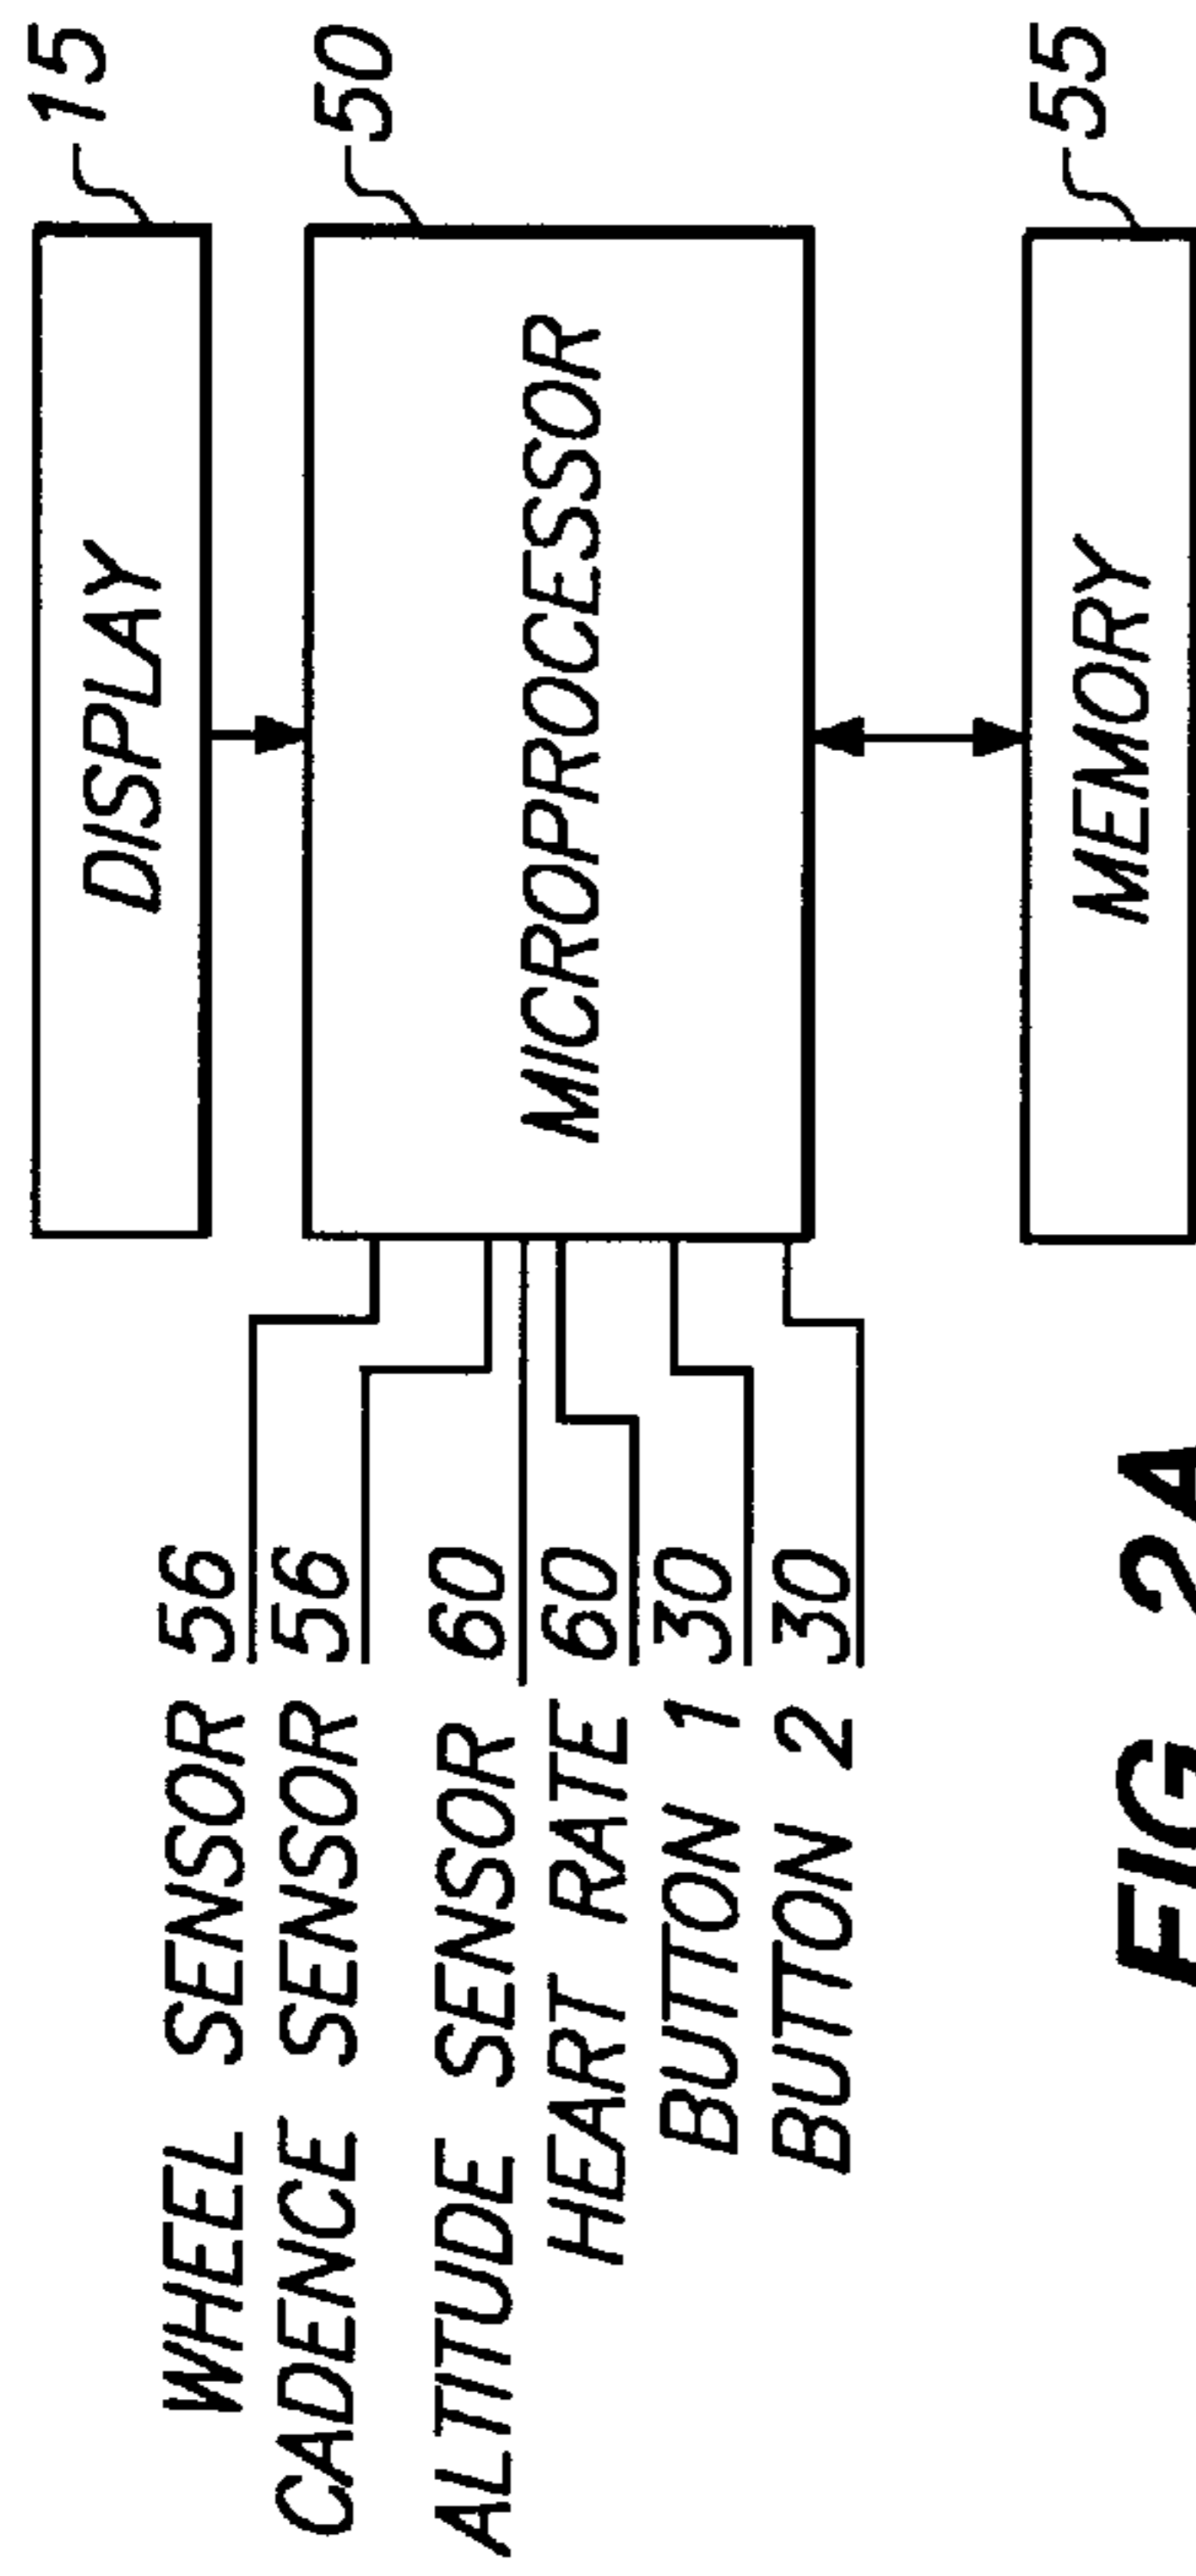 DISPLAY
15
WHEEL SENSOR 56
CADENCE SENSOR 56
ALTITUDE SENSOR 60
HEART RATE 60
BUTTON 1 30
BUTTON 2 30
MICROPROCESSOR
50
MEMORY
55
FIG. 2A